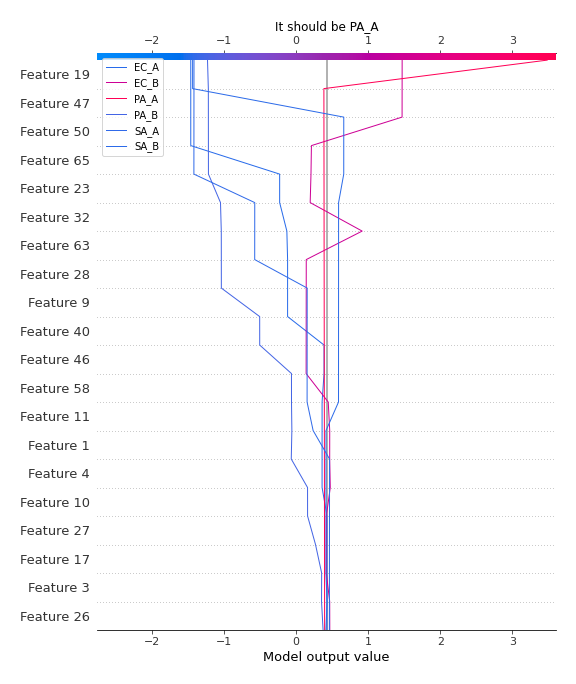 It should be PA_A
−2 −1 0 1 2 3
EC_A
EC_B
PA_A
PA_B
SA_A
SA_B
Feature 19
Feature 47
Feature 50
Feature 65
Feature 23
Feature 32
Feature 63
Feature 28
Feature 9
Feature 40
Feature 46
Feature 58
Feature 11
Feature 1
Feature 4
Feature 10
Feature 27
Feature 17
Feature 3
Feature 26
−2 −1 0 1 2 3
Model output value